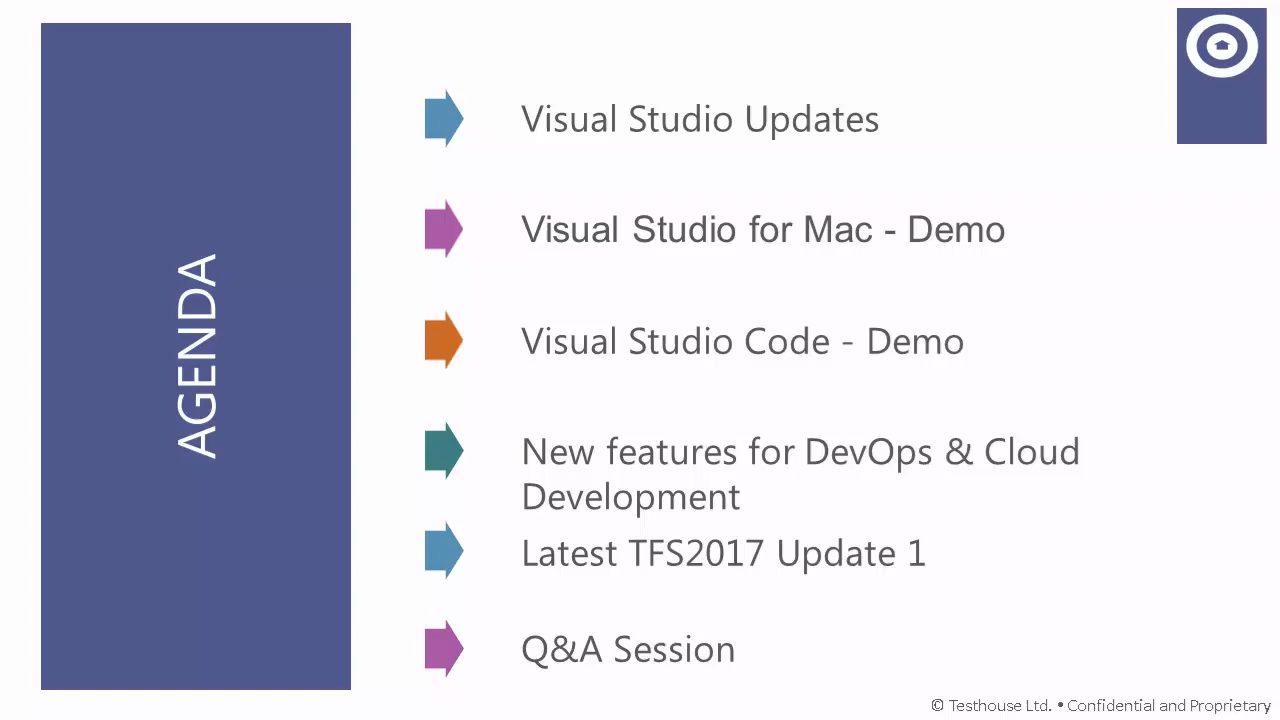 AGENDA
Visual Studio Updates
Visual Studio for Mac - Demo
Visual Studio Code - Demo
New features for DevOps & Cloud
Development
Latest TFS2017 Update 1
Q&A Session
© Testhouse Ltd. • Confidential and Proprietary